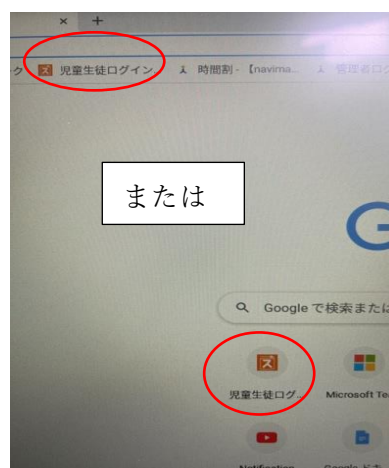 児童生徒ログイン...
時間割 - 【navima...
管理者ログ
または
Google で検索または
児童生徒ログ...
Microsoft Te